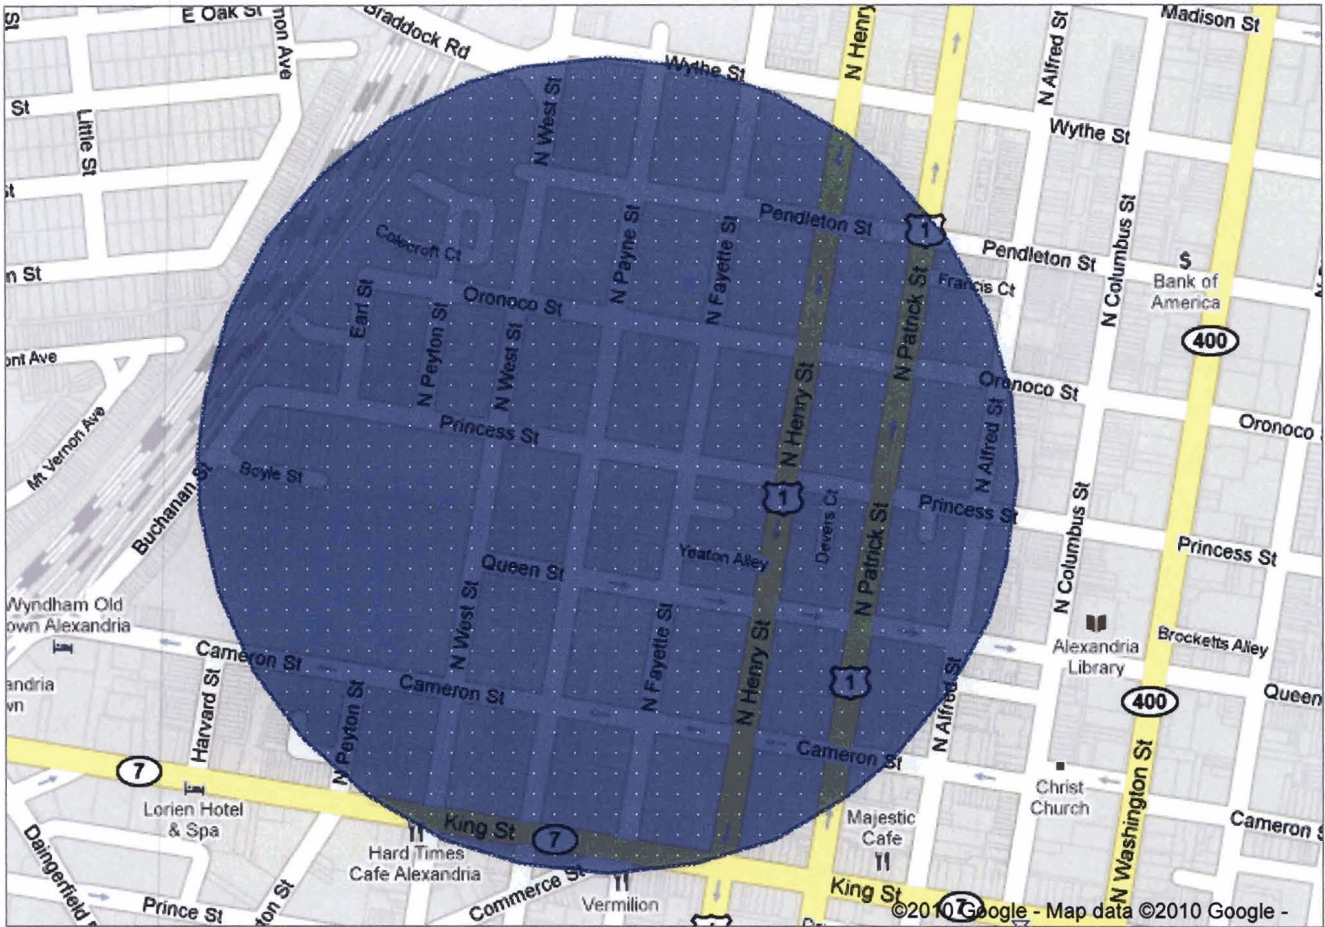 E Oak St
Braddock Rd
N Henry
N Alfred St
Madison St
St
Little St
Wythe St
N West St
Wythe St
Pendleton St
1
Pendleton St
N Columbus St
$
Bank of
America
Colecroft Ct
N Payne St
N Fayette St
Francis Ct
N Patrick St
400
Earl St
Oronoco St
N Peyton St
N West St
N Henry St
Oronoco St
N Alfred St
Oronoco
Mt Vernon Ave
Princess St
Boyle St
Buchanan St
1
Devers Ct
Princess St
N Columbus St
Princess St
Yeaton Alley
N Patrick St
Queen St
N West St
N Fayette St
N Henry St
Wyndham Old
own Alexandria
Alexandria
Library
Brocketts Alley
Cameron St
Harvard St
N Peyton St
Cameron St
1
N Alfred St
400
Queen
Cameron St
7
Lorien Hotel
& Spa
King St
7
Hard Times
Cafe Alexandria
Majestic
Cafe
Christ
Church
N Washington St
Cameron S
Daingerfield
Prince St
Commerce St
Vermilion
King St
7
©2010 Google - Map data ©2010 Google -